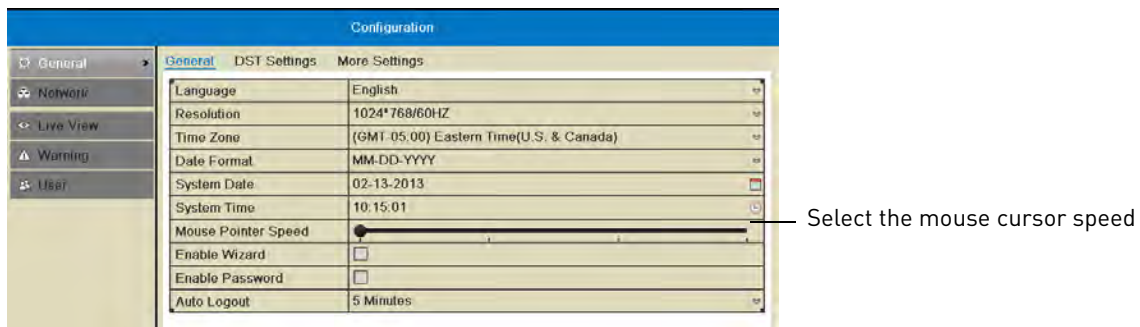 Configuration
General
Network
Live View
Warning
User
General DST Settings More Settings
Language English
Resolution 1024*768/60HZ
Time Zone (GMT-05:00) Eastern Time(U.S. & Canada)
Date Format MM-DD-YYYY
System Date 02-13-2013
System Time 10:15:01
Mouse Pointer Speed
Select the mouse cursor speed
Enable Wizard
Enable Password
Auto Logout 5 Minutes